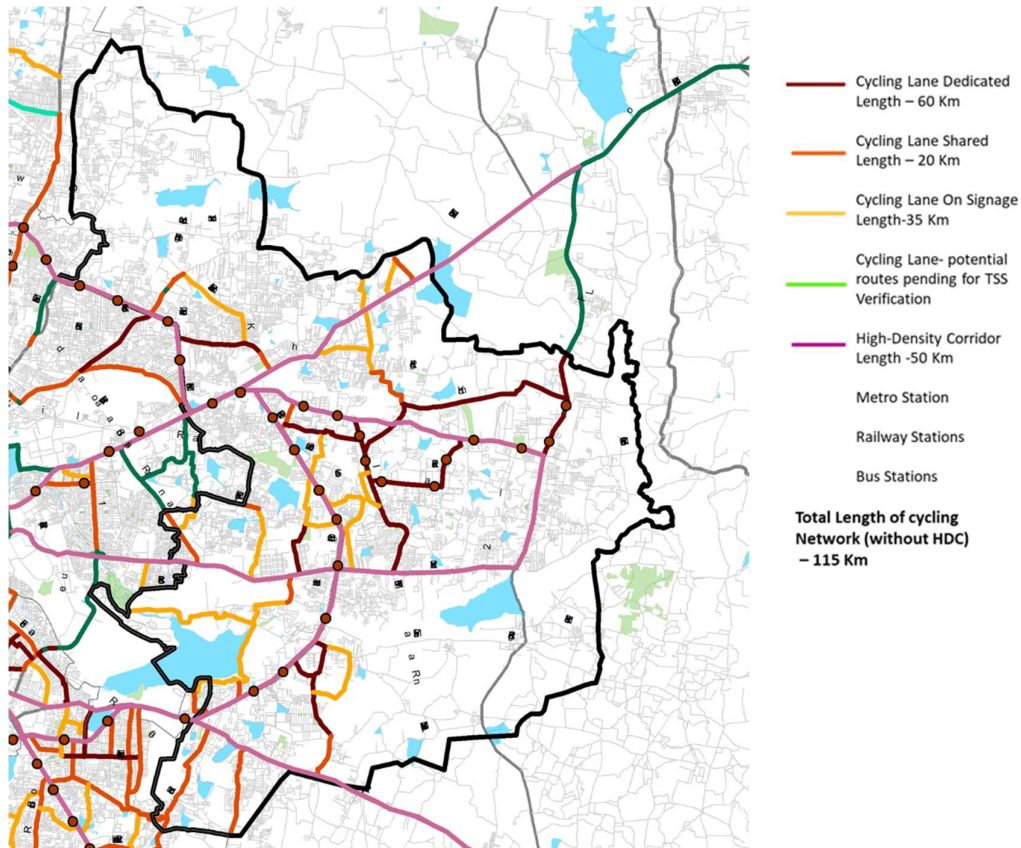 Cycling Lane Dedicated
Length – 60 Km
Cycling Lane Shared
Length – 20 Km
Cycling Lane On Signage
Length-35 Km
Cycling Lane- potential
routes pending for TSS
Verification
High-Density Corridor
Length -50 Km
Metro Station
Railway Stations
Bus Stations
Total Length of cycling
Network (without HDC)
– 115 Km